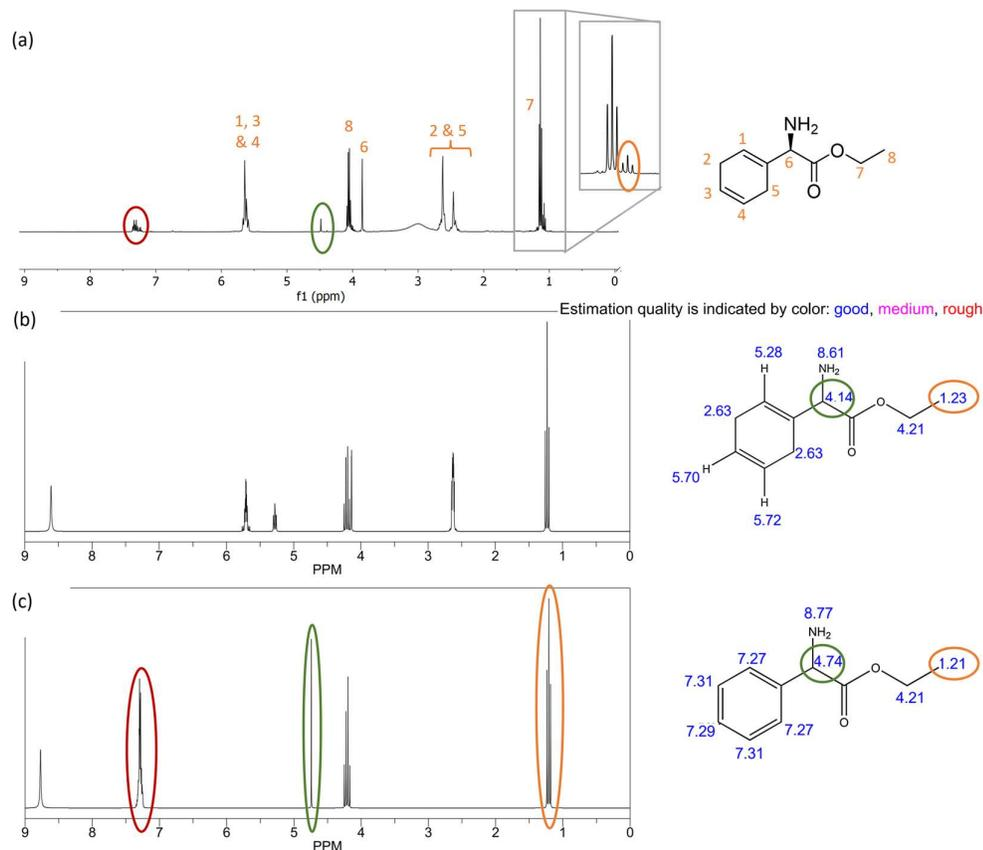 (a)
1, 3
& 4
8
6
2 & 5
7
9 8 7 6 5 4 3 2 1 0
f1 (ppm)
NH2
1
2
3
4
5
6
O
O
7
8
(b)
Estimation quality is indicated by color: good, medium, rough
9 8 7 6 5 4 3 2 1 0
PPM
5.28
8.61
H
NH2
2.63
4.14
O
1.23
4.21
2.63
O
5.70
H
H
5.72
(c)
9 8 7 6 5 4 3 2 1 0
PPM
8.77
NH2
7.27
4.74
O
1.21
7.31
4.21
7.29
7.27
O
7.31